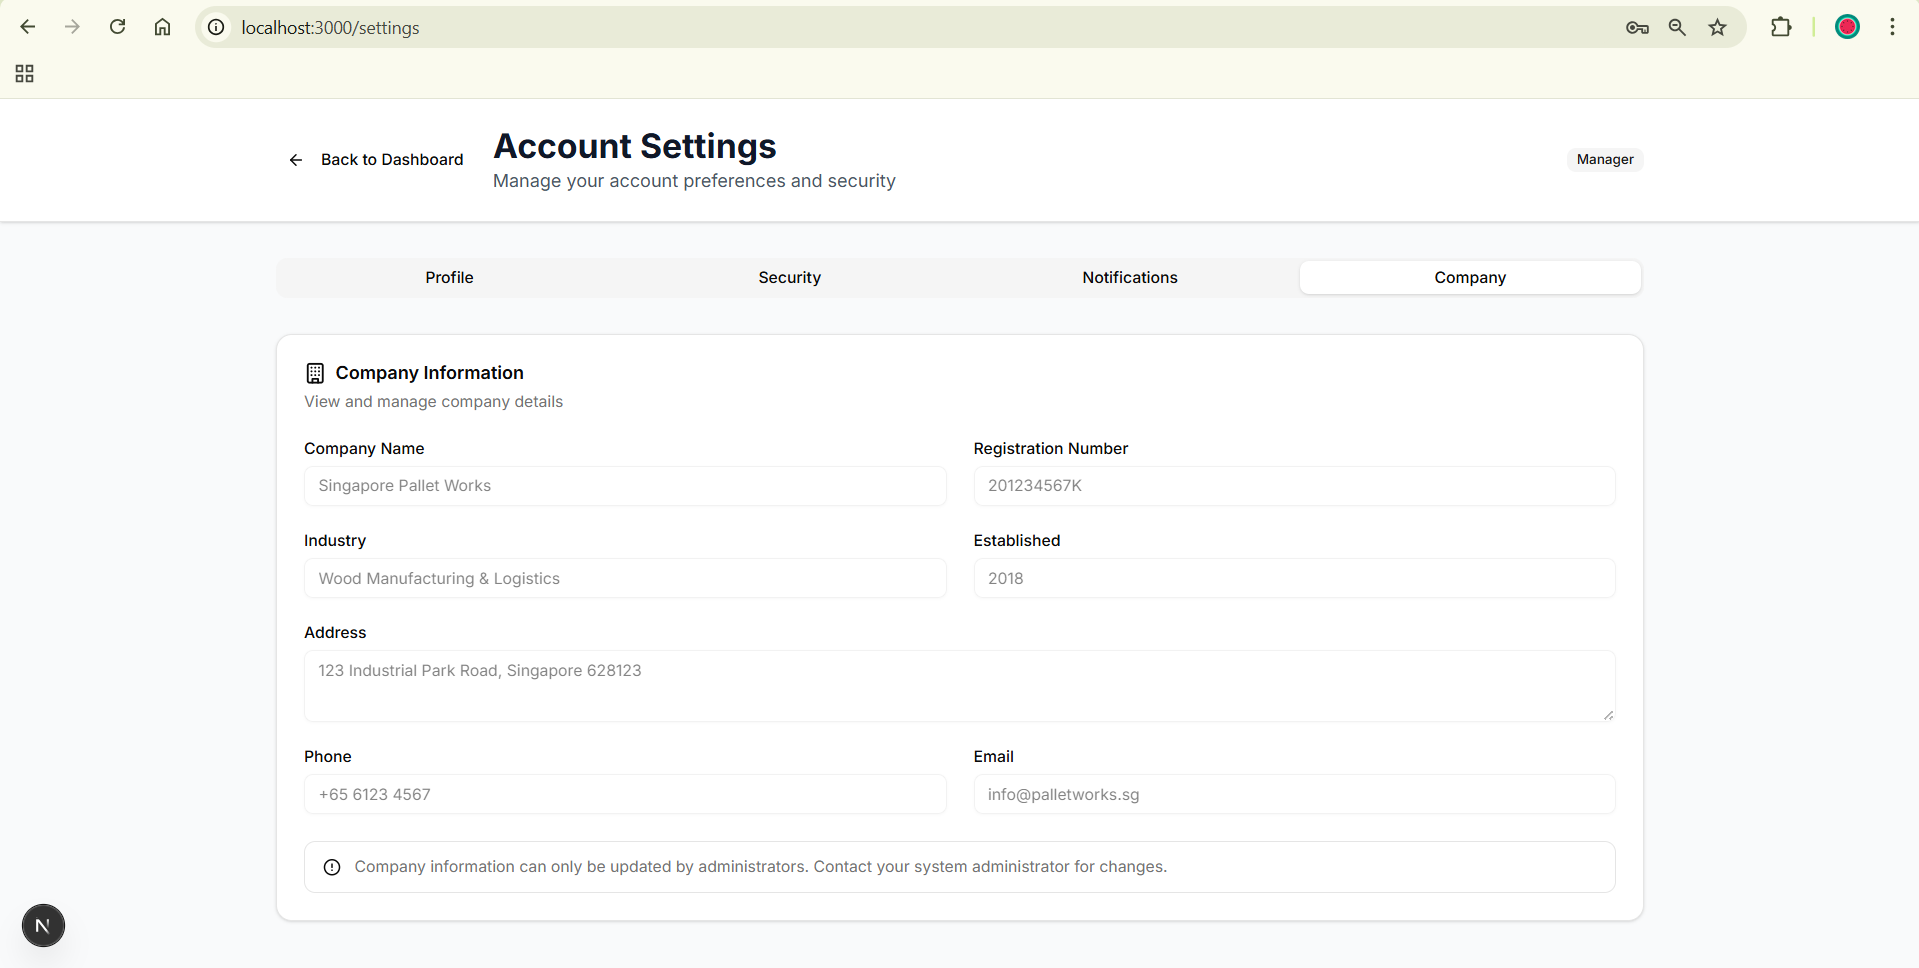 localhost:3000/settings
Back to Dashboard
Account Settings
Manage your account preferences and security
Manager
Profile
Security
Notifications
Company
Company Information
View and manage company details
Company Name
Registration Number
Singapore Pallet Works
201234567K
Industry
Established
Wood Manufacturing & Logistics
2018
Address
123 Industrial Park Road, Singapore 628123
Phone
Email
+65 6123 4567
info@palletworks.sg
Company information can only be updated by administrators. Contact your system administrator for changes.
N